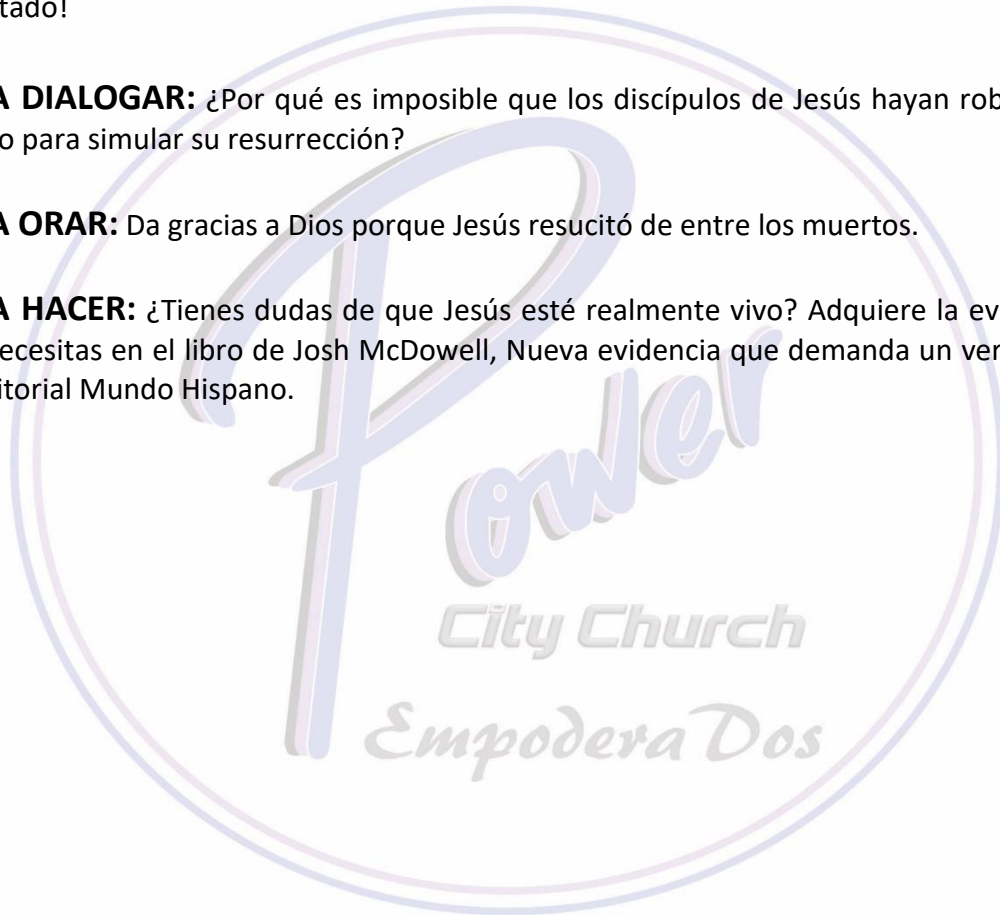 tado!
A DIALOGAR: ¿Por qué es imposible que los discípulos de Jesús hayan rob
o para simular su resurrección?
A ORAR: Da gracias a Dios porque Jesús resucitó de entre los muertos.
A HACER: ¿Tienes dudas de que Jesús esté realmente vivo? Adquiere la ev
ecesitas en el libro de Josh McDowell, Nueva evidencia que demanda un ver
itorial Mundo Hispano.
Power
City Church
EmpoderaDos